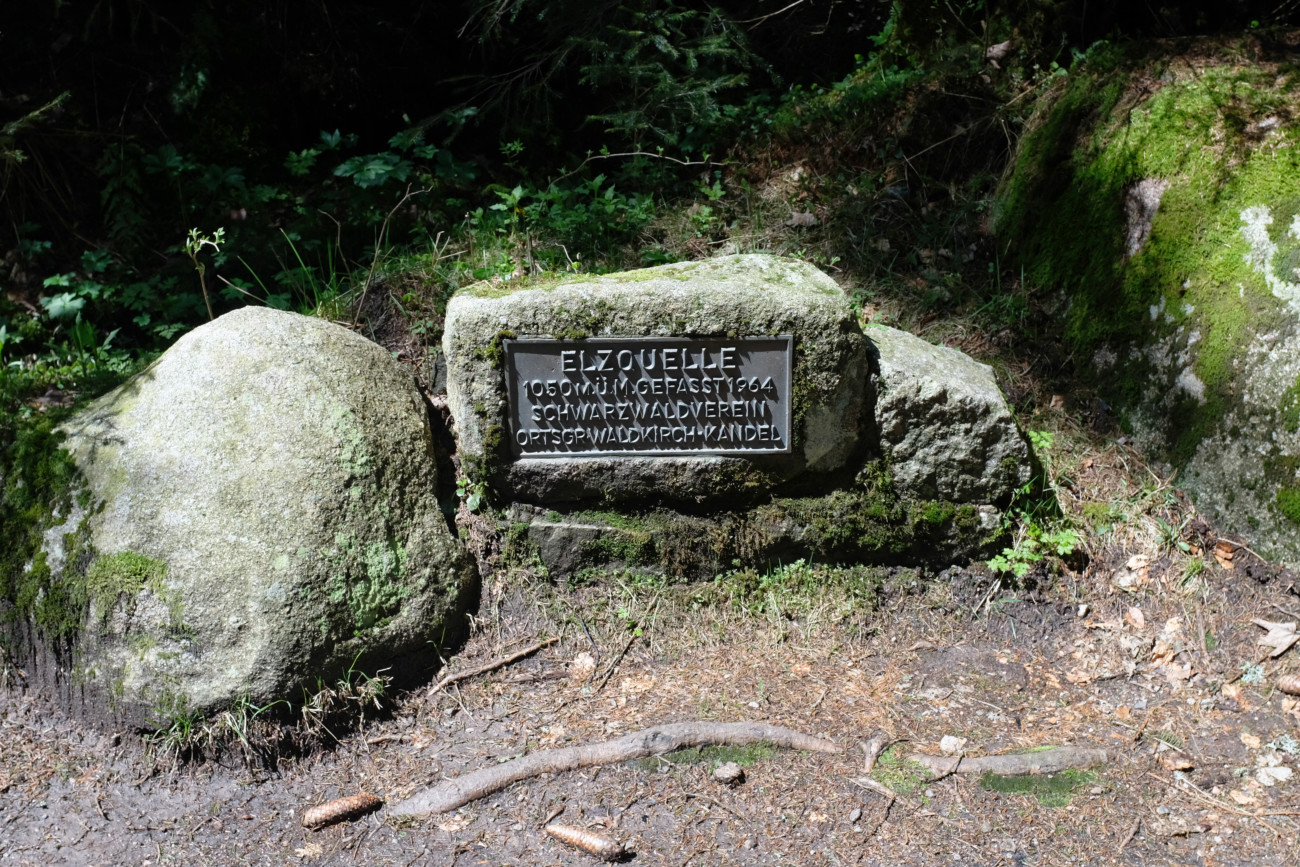 ELZQUELLE
1050M.Ü.M.GEFASST 1964
SCHWARZWALDVEREIN
ORTSGR.WALDKIRCH-KANDEL